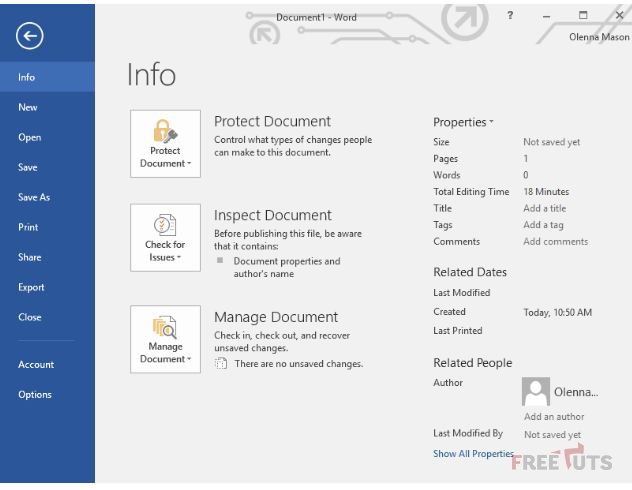 Document1 - Word
?
Olenna Mason
Info
New
Open
Save
Save As
Print
Share
Export
Close
Account
Options
Info
Protect
Document
Protect Document
Control what types of changes people
can make to this document.
Check for
Issues
Inspect Document
Before publishing this file, be aware
that it contains:
Document properties and
author's name
Manage
Document
Manage Document
Check in, check out, and recover
unsaved changes.
There are no unsaved changes.
Properties
Size Not saved yet
Pages 1
Words 0
Total Editing Time 18 Minutes
Title Add a title
Tags Add a tag
Comments Add comments
Related Dates
Last Modified
Created Today, 10:50 AM
Last Printed
Related People
Author Olenna...
Add an author
Last Modified By Not saved yet
Show All Properties
FREETUTS